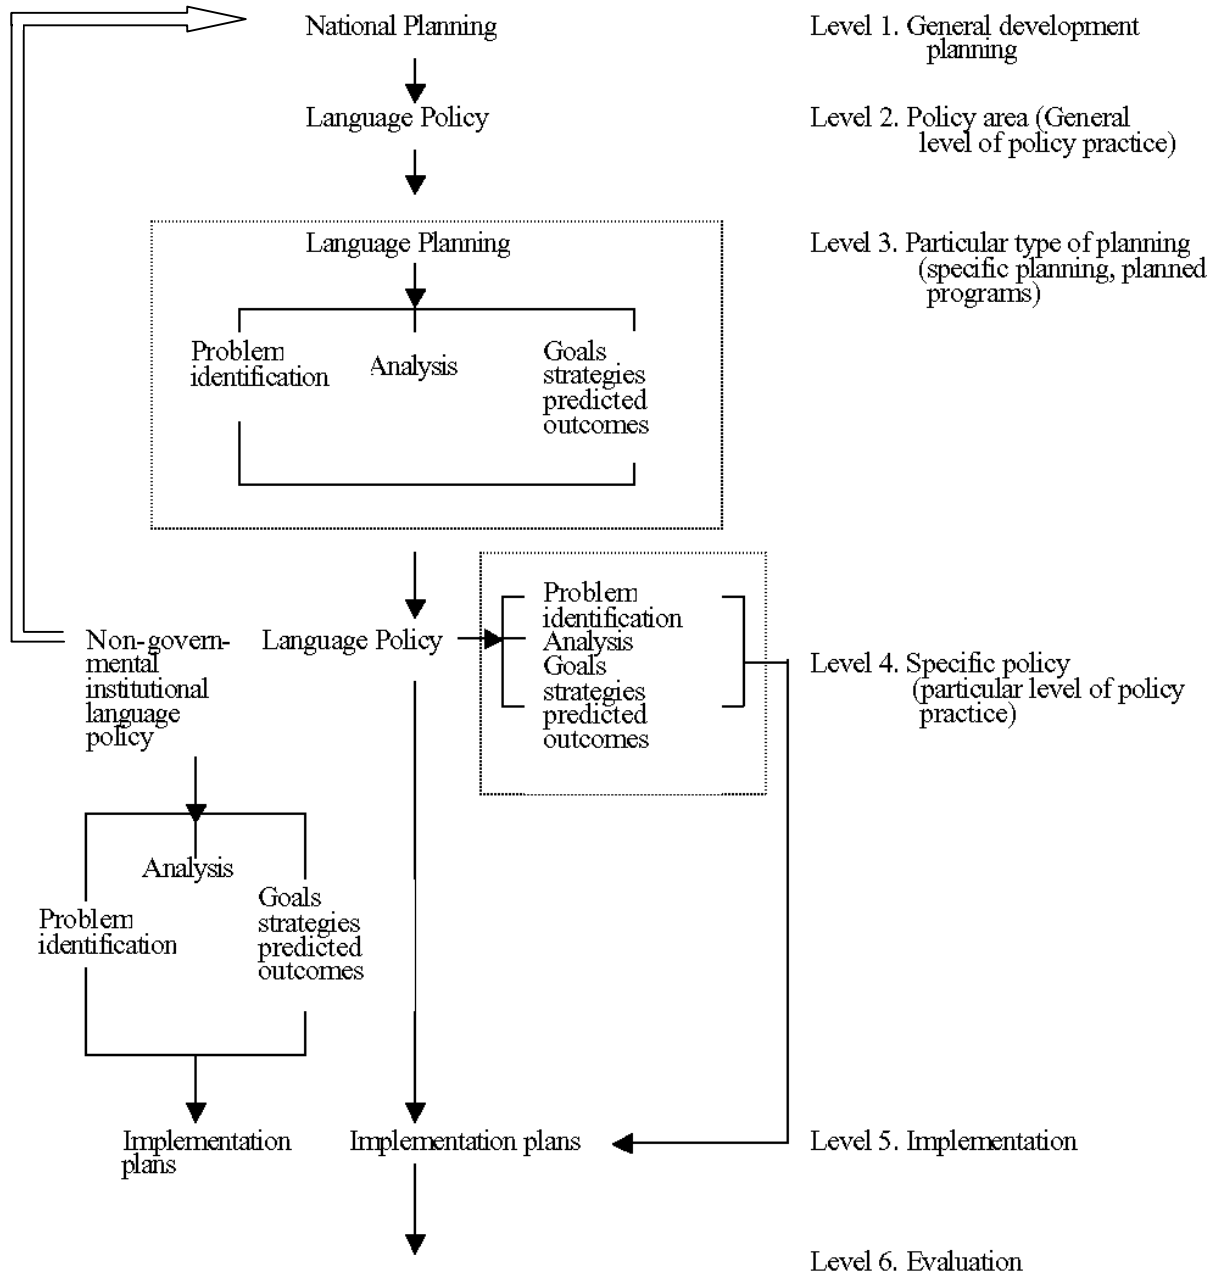 National Planning
Level 1. General development
planning
Language Policy
Level 2. Policy area (General
level of policy practice)
Language Planning
Level 3. Particular type of planning
(specific planning, planned
programs)
Problem
identification
Analysis
Goals
strategies
predicted
outcomes
Non-govern-
mental
institutional
language
policy
Language Policy
Problem
identification
Analysis
Goals
strategies
predicted
outcomes
Level 4. Specific policy
(particular level of policy
practice)
Problem
identification
Analysis
Goals
strategies
predicted
outcomes
Implementation
plans
Implementation plans
Level 5. Implementation
Level 6. Evaluation